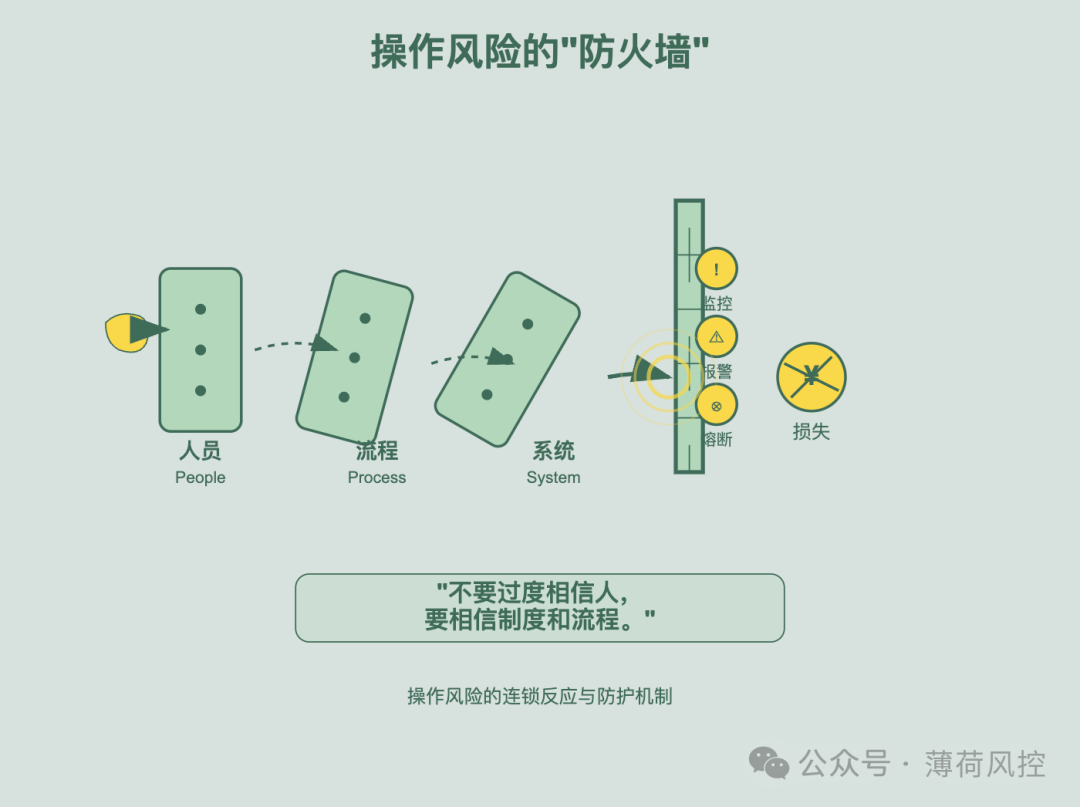 操作风险的"防火墙"
!
监控
⚠
报警
⊗
熔断
¥
损失
人员
People
流程
Process
系统
System
"不要过度相信人，
要相信制度和流程。"
操作风险的连锁反应与防护机制
公众号 · 薄荷风控